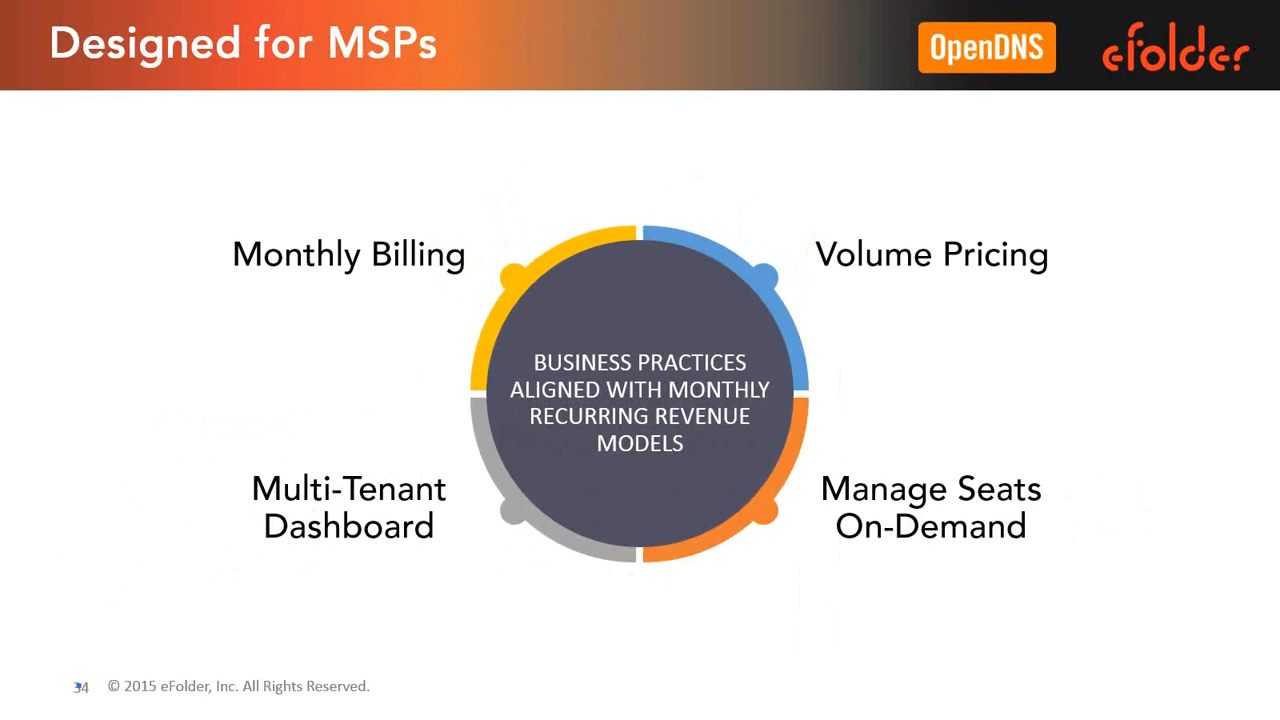 Designed for MSPs
OpenDNS
eFolder
Monthly Billing
Volume Pricing
BUSINESS PRACTICES
ALIGNED WITH MONTHLY
RECURRING REVENUE
MODELS
Multi-Tenant
Dashboard
Manage Seats
On-Demand
34
© 2015 eFolder, Inc. All Rights Reserved.